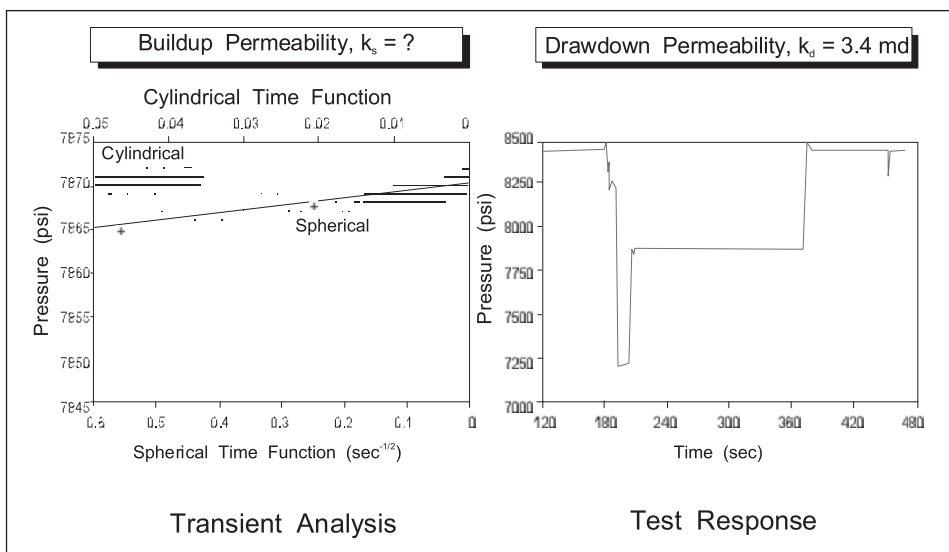 Buildup Permeability, kₛ = ?
Drawdown Permeability, k_d = 3.4 md
Cylindrical Time Function
0.05 0.04 0.03 0.02 0.01 0
7875
7870
7865
7860
7855
7850
7845
Pressure (psi)
Cylindrical
Spherical
0.6 0.5 0.4 0.3 0.2 0.1 0
Spherical Time Function (sec⁻¹/²)
Transient Analysis
8500
8250
8000
7750
7500
7250
7000
Pressure (psi)
120 180 240 300 360 420 480
Time (sec)
Test Response